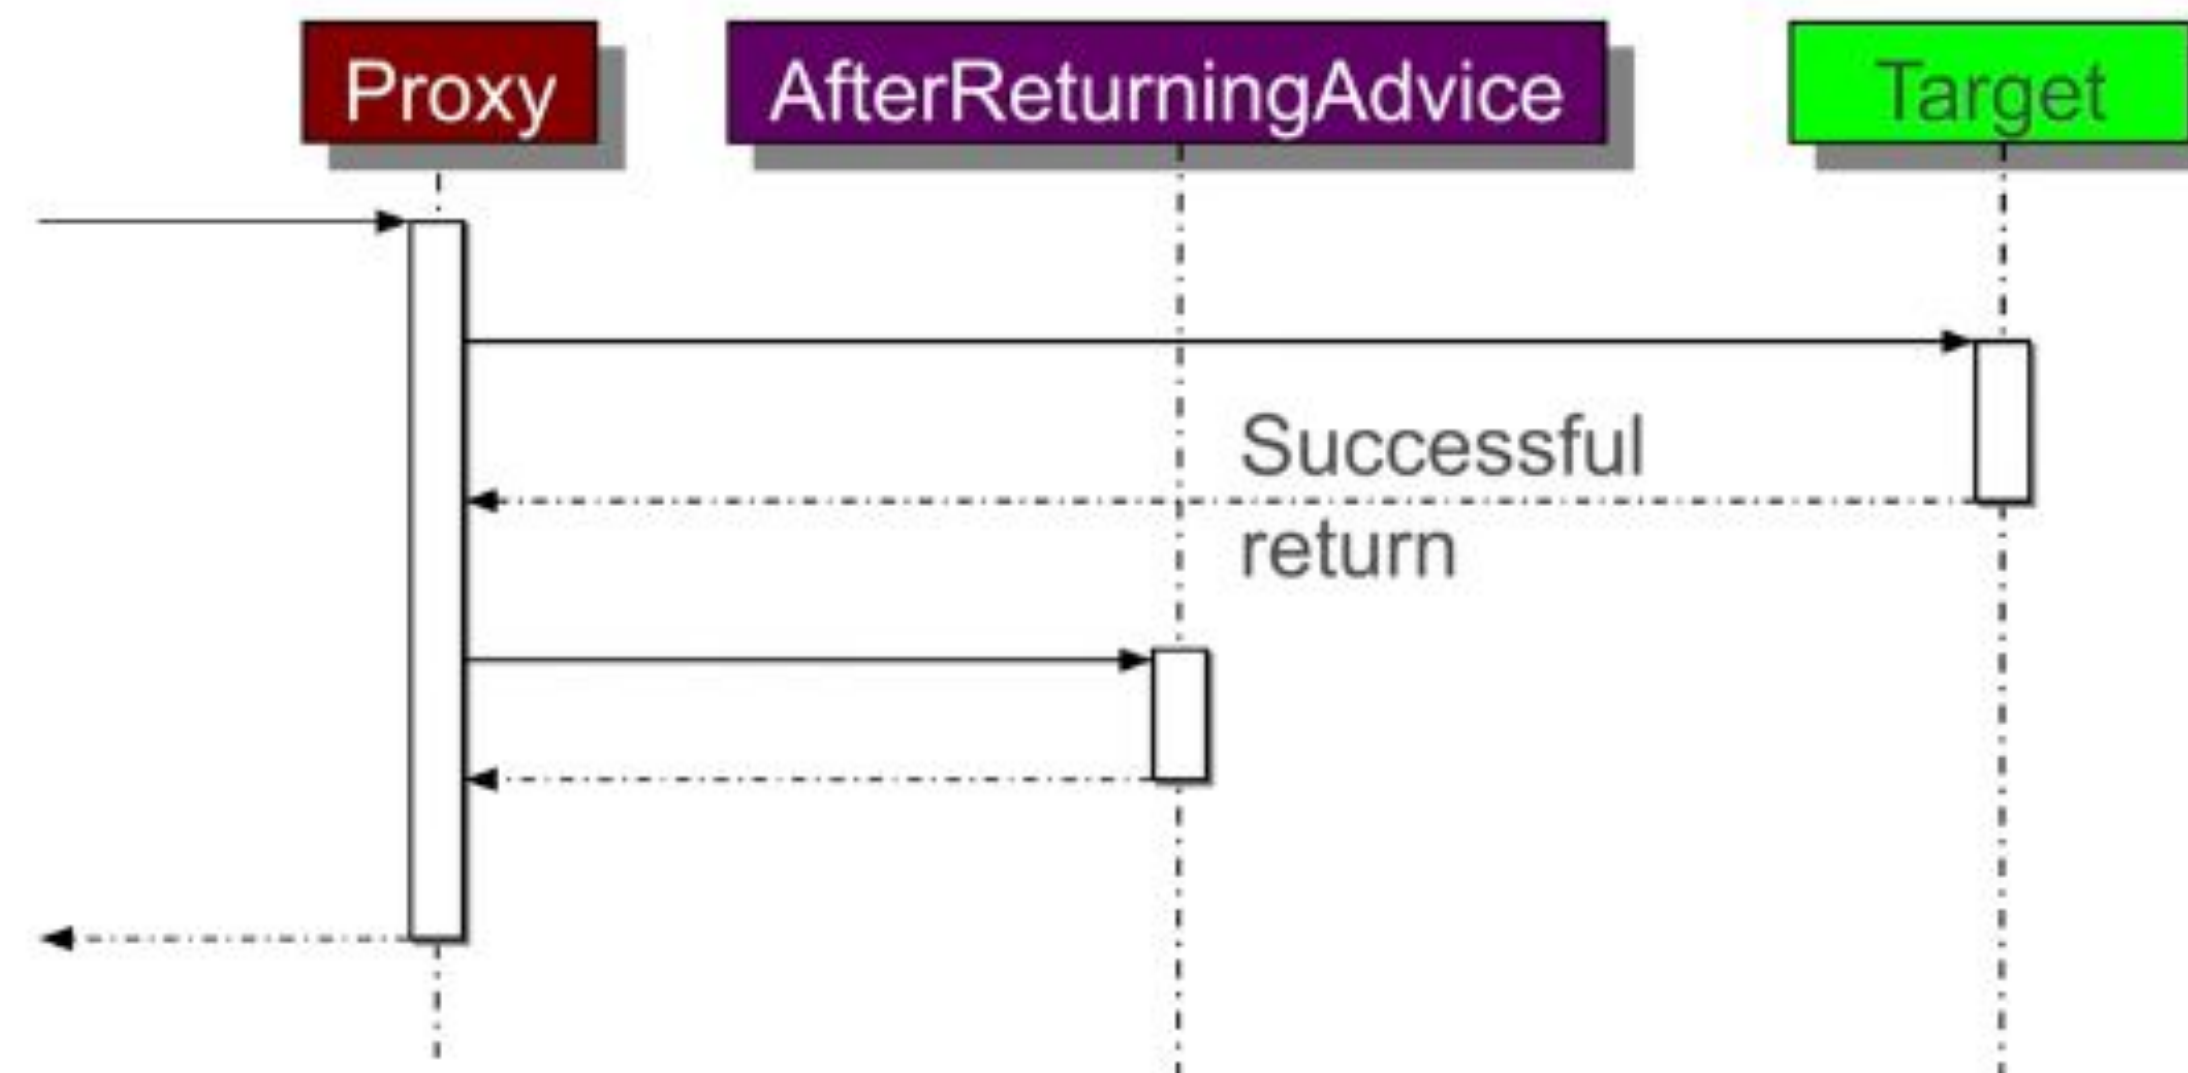 Proxy
AfterReturningAdvice
Target
Successful
return